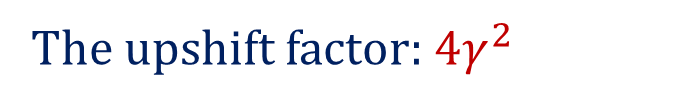 The upshift factor: 4γ²